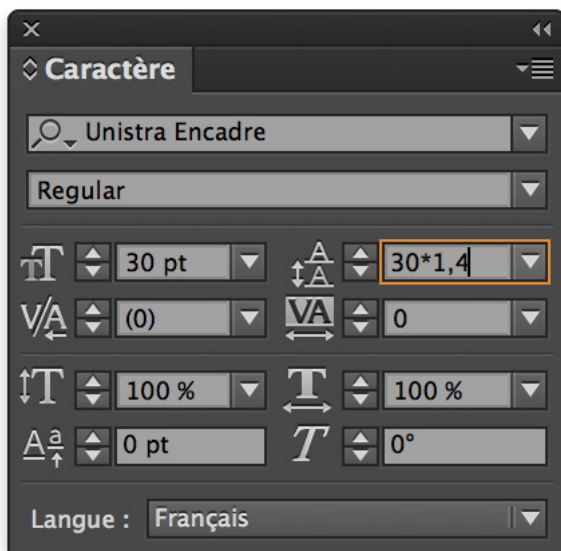 Caractère
Unistra Encadre
Regular
30 pt 30*1,4
(0) 0
100 % 100 %
0 pt 0°
Langue : Français